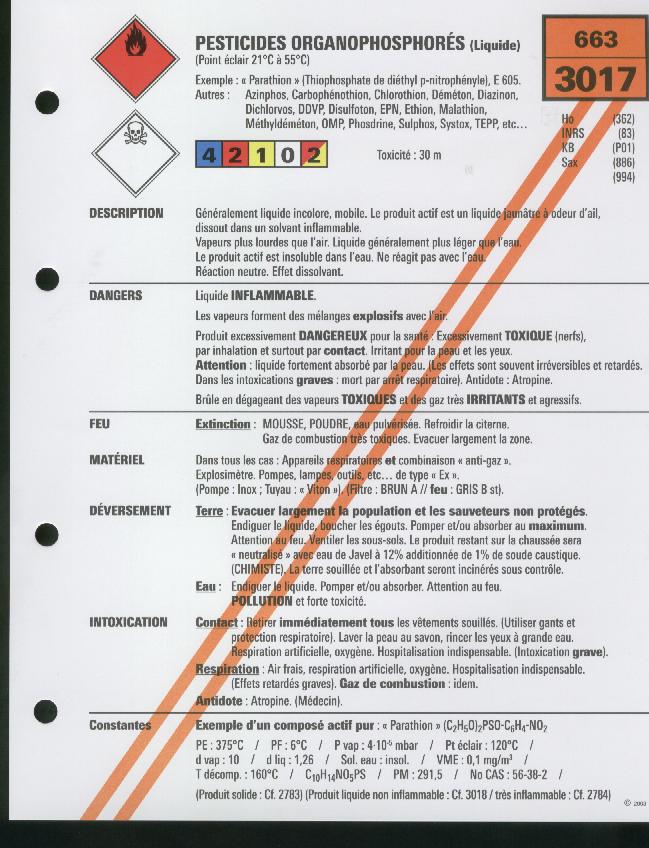 PESTICIDES ORGANOPHOSPHORÉS (Liquide)
(Point éclair 21°C à 55°C)
663
3017
Exemple : « Parathion » (Thiophosphate de diéthyl p-nitrophényle), E 605.
Autres : Azinphos, Carbophénothion, Chlorothion, Déméton, Diazinon,
Dichlorvos, DDVP, Disulfoton, EPN, Ethion, Malathion,
Méthyldéméton, OMP, Phosdrine, Sulphos, Systox, TEPP, etc...
Ho (362)
INRS (83)
KB (P01)
Sax (886)
(994)
4 2 1 0 2
Toxicité : 30 m
DESCRIPTION
Généralement liquide incolore, mobile. Le produit actif est un liquide jaunâtre à odeur d'ail,
dissout dans un solvant inflammable.
Vapeurs plus lourdes que l'air. Liquide généralement plus léger que l'eau.
Le produit actif est insoluble dans l'eau. Ne réagit pas avec l'eau.
Réaction neutre. Effet dissolvant.
DANGERS
Liquide INFLAMMABLE.
Les vapeurs forment des mélanges explosifs avec l'air.
Produit excessivement DANGEREUX pour la santé : Excessivement TOXIQUE (nerfs),
par inhalation et surtout par contact. Irritant pour la peau et les yeux.
Attention : liquide fortement absorbé par la peau. (Les effets sont souvent irréversibles et retardés.
Dans les intoxications graves : mort par arrêt respiratoire). Antidote : Atropine.
Brûle en dégageant des vapeurs TOXIQUES et des gaz très IRRITANTS et agressifs.
FEU
Extinction : MOUSSE, POUDRE, eau pulvérisée. Refroidir la citerne.
Gaz de combustion très toxiques. Evacuer largement la zone.
MATÉRIEL
Dans tous les cas : Appareils respiratoires et combinaison « anti-gaz ».
Explosimètre. Pompes, lampes, outils, etc... de type « Ex ».
(Pompe : Inox ; Tuyau : « Viton »). (Filtre : BRUN A // feu : GRIS B st).
DÉVERSEMENT
Terre : Evacuer largement la population et les sauveteurs non protégés.
Endiguer le liquide, boucher les égouts. Pomper et/ou absorber au maximum.
Attention au feu. Ventiler les sous-sols. Le produit restant sur la chaussée sera
« neutralisé » avec eau de Javel à 12% additionnée de 1% de soude caustique.
(CHIMISTE). La terre souillée et l'absorbant seront incinérés sous contrôle.
Eau : Endiguer le liquide. Pomper et/ou absorber. Attention au feu.
POLLUTION et forte toxicité.
INTOXICATION
Contact : Retirer immédiatement tous les vêtements souillés. (Utiliser gants et
protection respiratoire). Laver la peau au savon, rincer les yeux à grande eau.
Respiration artificielle, oxygène. Hospitalisation indispensable. (Intoxication grave).
Respiration : Air frais, respiration artificielle, oxygène. Hospitalisation indispensable.
(Effets retardés graves). Gaz de combustion : idem.
Antidote : Atropine. (Médecin).
Constantes
Exemple d'un composé actif pur : « Parathion » (C₂H₅O)₂PSO-C₆H₄-NO₂
PE : 375°C / PF : 6°C / P vap : 4·10⁻⁵ mbar / Pt éclair : 120°C /
d vap : 10 / d liq : 1,26 / Sol. eau : insol. / VME : 0,1 mg/m³ /
T décomp. : 160°C / C₁₀H₁₄NO₅PS / PM : 291,5 / No CAS : 56-38-2 /
(Produit solide : Cf. 2783) (Produit liquide non inflammable : Cf. 3018 / très inflammable : Cf. 2784)
© 2003